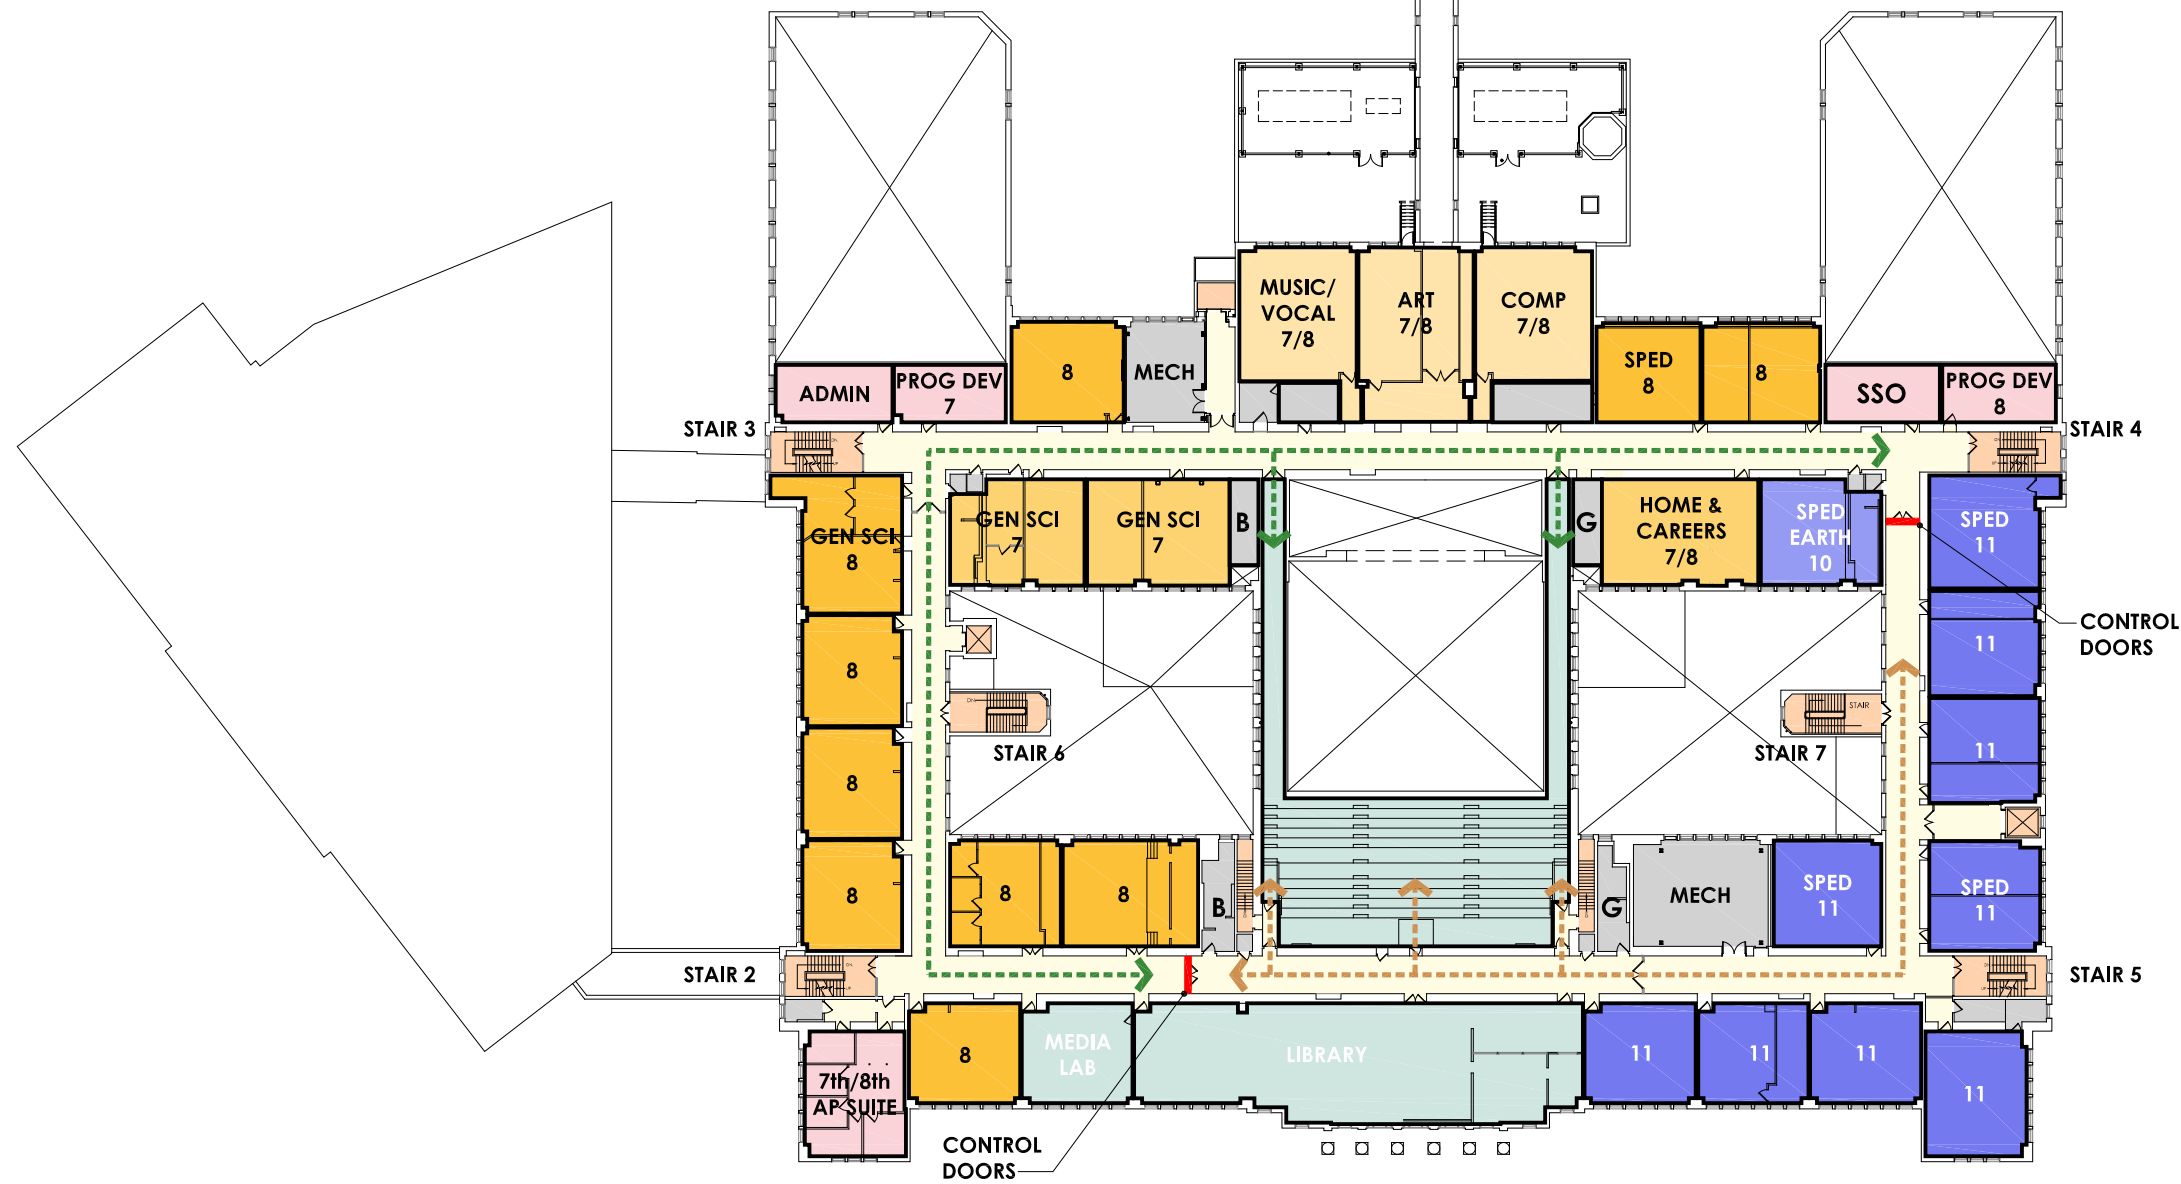 MUSIC/
VOCAL
7/8
ART
7/8
COMP
7/8
8
MECH
SPED
8
8
ADMIN
PROG DEV
7
SSO
PROG DEV
8
STAIR 3
STAIR 4
GEN SCI
8
GEN SCI
7
GEN SCI
7
B
G
HOME &
CAREERS
7/8
SPED
EARTH
10
SPED
11
CONTROL
DOORS
8
11
STAIR 6
STAIR
STAIR 7
11
8
8
8
8
B
G
MECH
SPED
11
SPED
11
STAIR 2
STAIR 5
8
MEDIA
LAB
LIBRARY
11
11
11
11
7th/8th
AP SUITE
CONTROL
DOORS